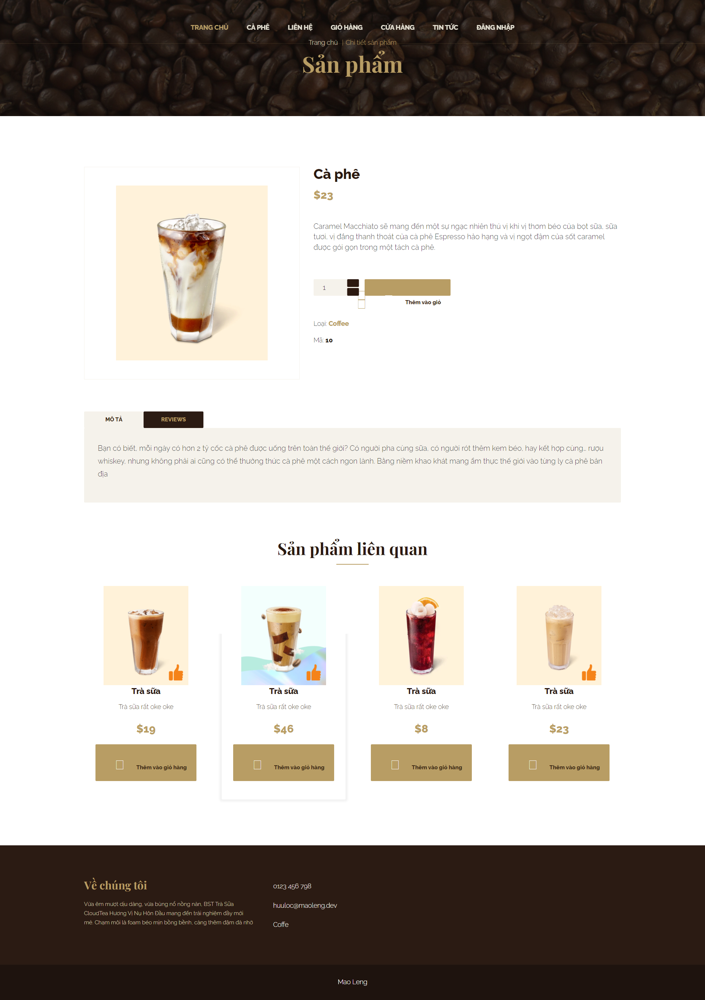 TRANG CHỦ CÀ PHÊ LIÊN HỆ GIỎ HÀNG CỬA HÀNG TIN TỨC ĐĂNG NHẬP
Trang chủ | Chi tiết sản phẩm
Sản phẩm
Cà phê
$23
Caramel Macchiato sẽ mang đến một sự ngạc nhiên thú vị khi vị thơm béo của bọt sữa, sữa
tươi, vị đắng thanh thoát của cà phê Espresso hảo hạng và vị ngọt đậm của sốt caramel
được gói gọn trong một tách cà phê.
1
Thêm vào giỏ
Loại: Coffee
Mã: 10
MÔ TẢ REVIEWS
Bạn có biết, mỗi ngày có hơn 2 tỷ cốc cà phê được uống trên toàn thế giới? Có người pha cùng sữa, có người rót thêm kem béo, hay kết hợp cùng… rượu
whiskey, nhưng không phải ai cũng có thể thưởng thức cà phê một cách ngon lành. Bằng niềm khao khát mang ẩm thực thế giới vào từng ly cà phê bản
địa
Sản phẩm liên quan
Trà sữa Trà sữa Trà sữa Trà sữa
Trà sữa rất oke oke Trà sữa rất oke oke Trà sữa rất oke oke Trà sữa rất oke oke
$19 $46 $8 $23
Thêm vào giỏ hàng Thêm vào giỏ hàng Thêm vào giỏ hàng Thêm vào giỏ hàng
Về chúng tôi
Vừa êm mượt dịu dàng, vừa bùng nổ nồng nàn, BST Trà Sữa
CloudTea Hương Vị Nụ Hôn Đầu mang đến trải nghiệm đầy mới
mẻ. Chạm môi là foam béo mịn bồng bềnh, càng thêm đậm đà nhờ
0123 456 798
huuloc@maoleng.dev
Coffe
Mao Leng